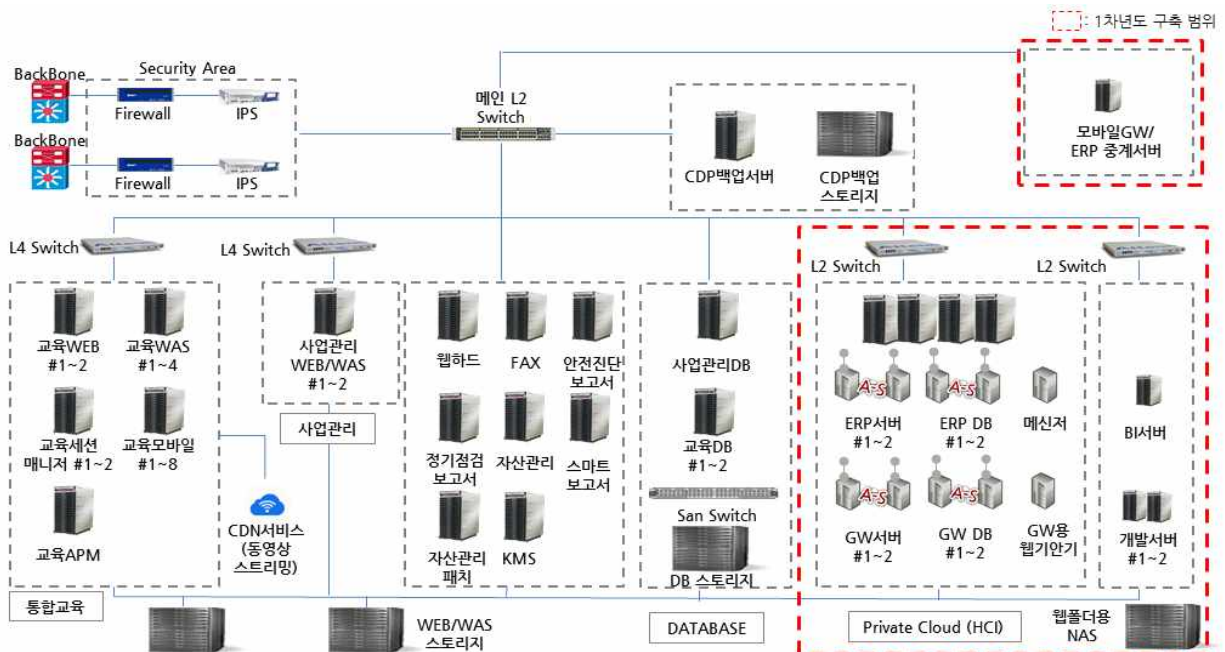 : 1차년도 구축 범위
BackBone
Security Area
Firewall
IPS
BackBone
Firewall
IPS
메인 L2
Switch
CDP백업서버
CDP백업
스토리지
모바일GW/
ERP 중계서버
L4 Switch
L4 Switch
L2 Switch
L2 Switch
교육WEB
#1~2
교육WAS
#1~4
교육세션
매니저 #1~2
교육모바일
#1~8
교육APM
통합교육
CDN서비스
(동영상
스트리밍)
사업관리
WEB/WAS
#1~2
사업관리
웹하드
FAX
안전진단
보고서
정기점검
보고서
자산관리
스마트
보고서
자산관리
패치
KMS
사업관리DB
교육DB
#1~2
San Switch
DB 스토리지
DATABASE
A-S
ERP서버
#1~2
A-S
ERP DB
#1~2
메신저
A-S
GW서버
#1~2
A-S
GW DB
#1~2
GW용
웹기안기
Private Cloud (HCI)
BI서버
개발서버
#1~2
WEB/WAS
스토리지
웹폴더용
NAS